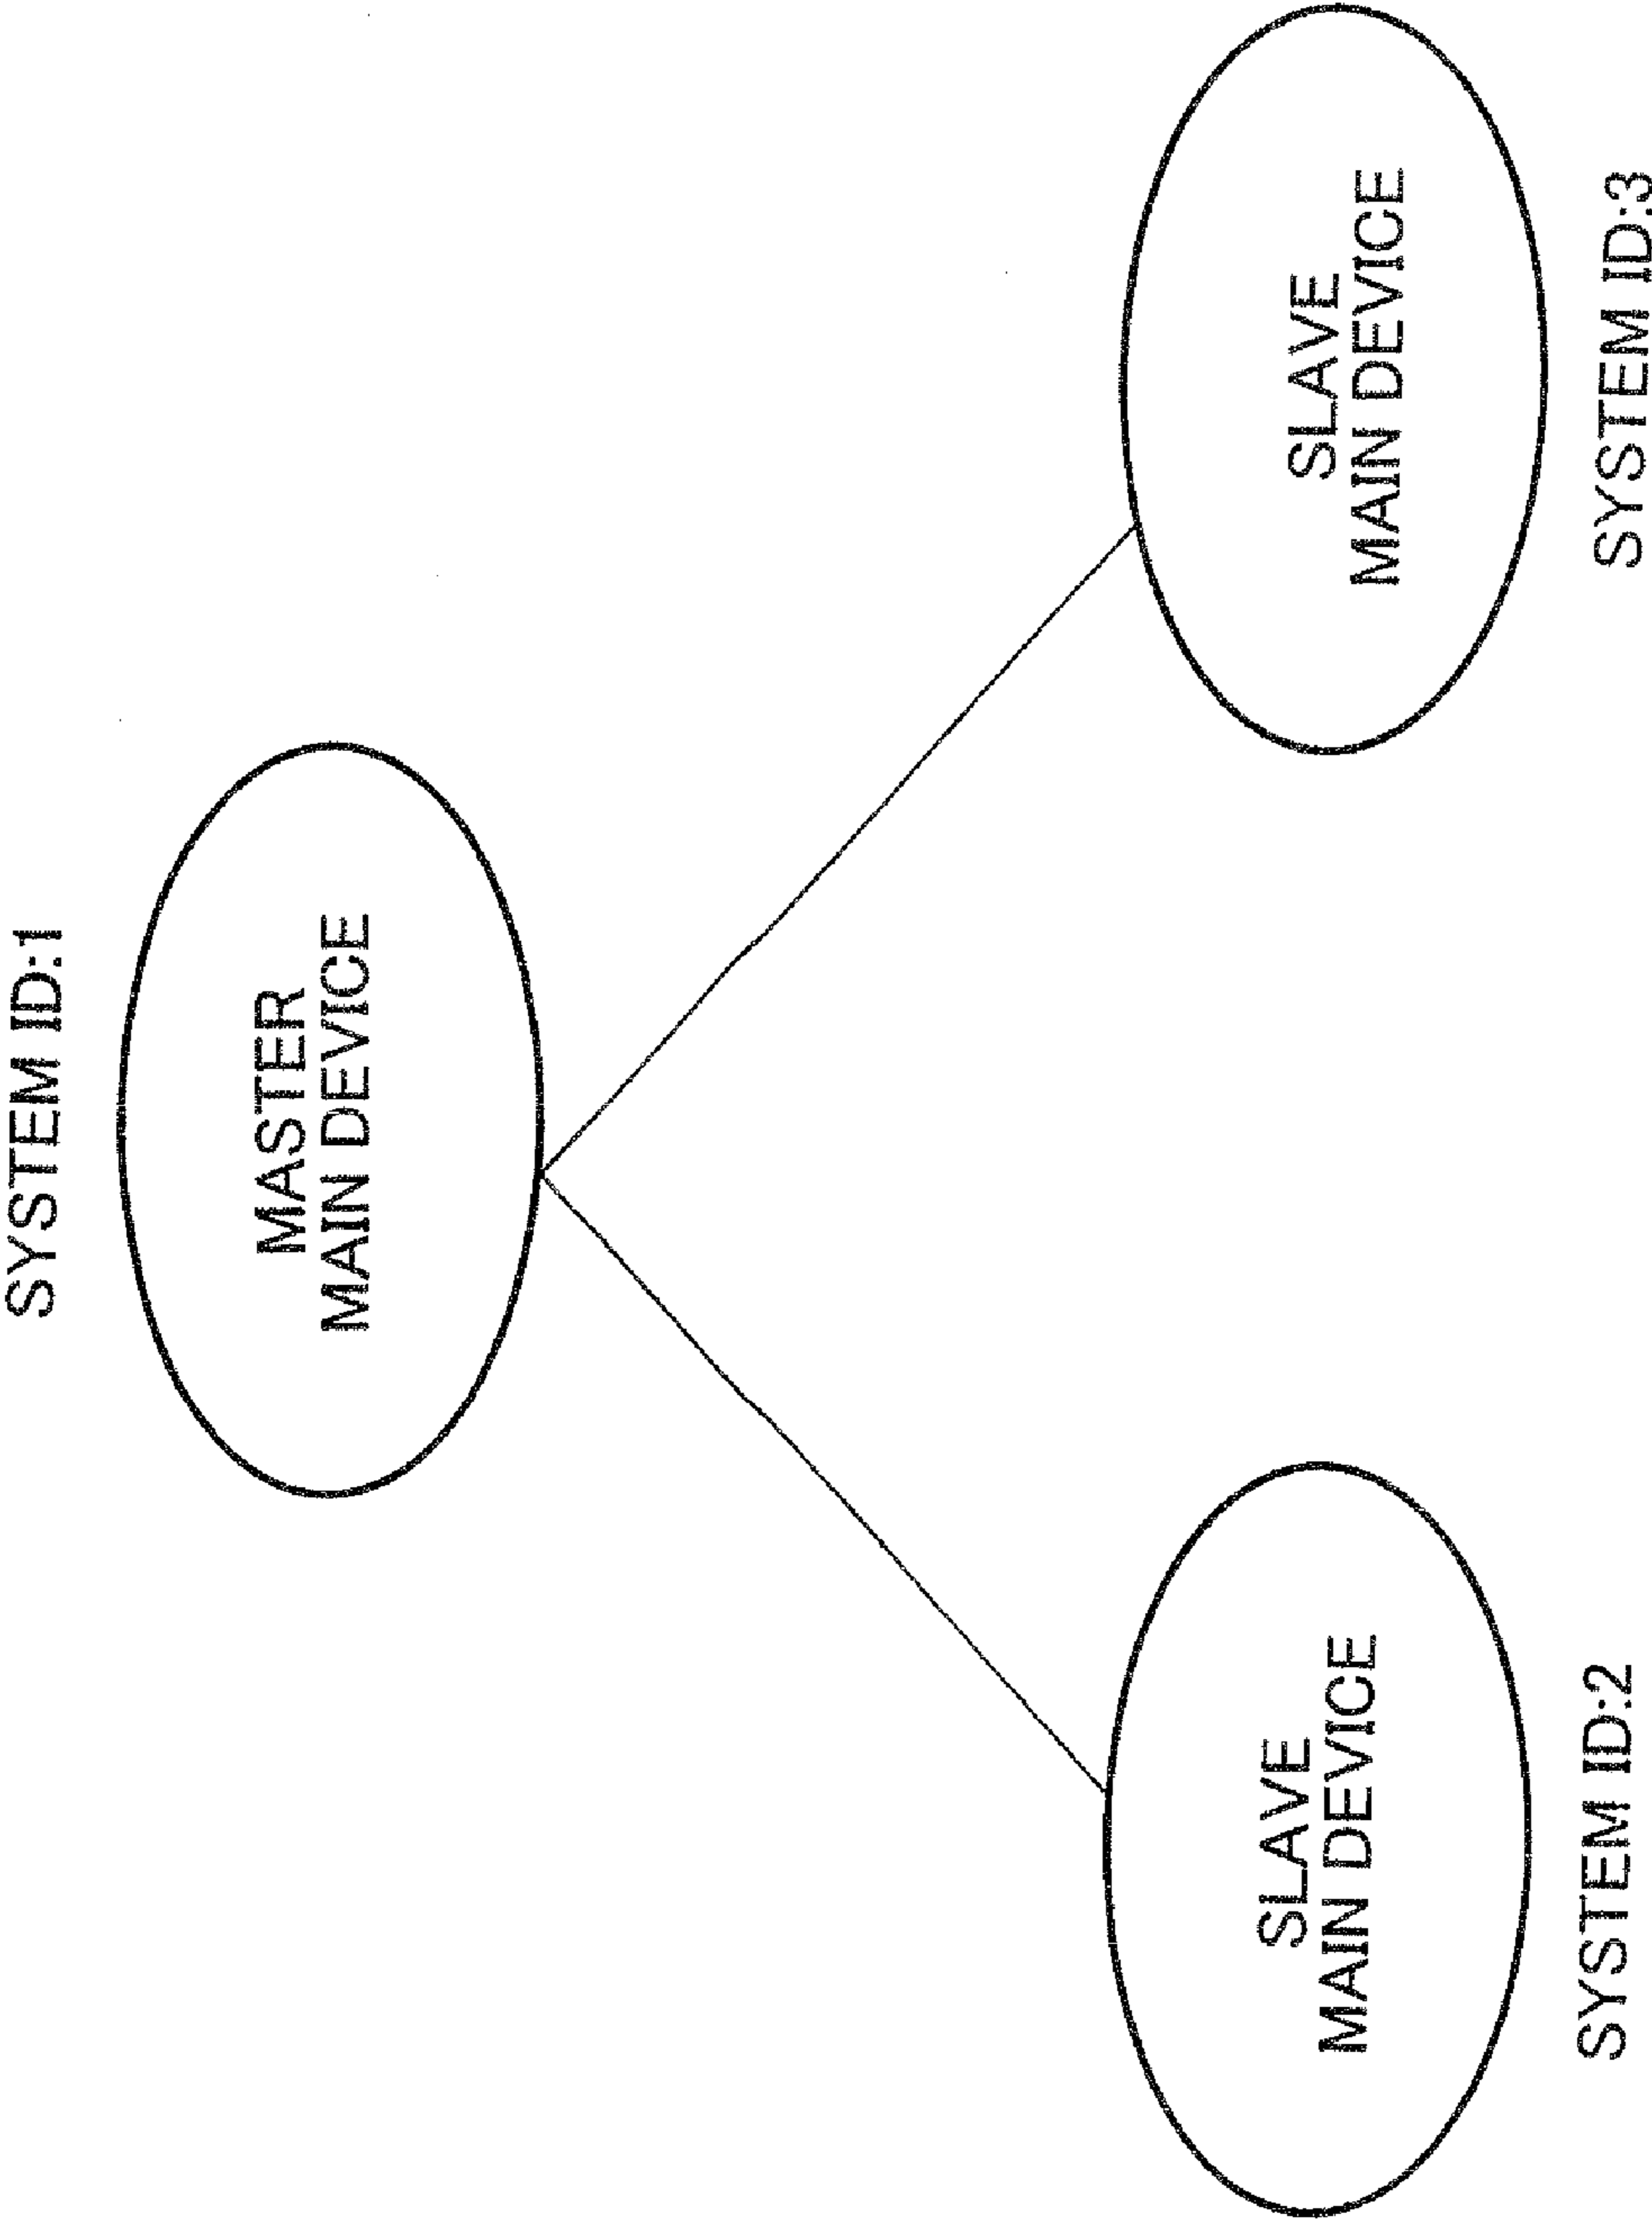 SYSTEM ID:1
MASTER
MAIN DEVICE
SLAVE
MAIN DEVICE
SYSTEM ID:2
SLAVE
MAIN DEVICE
SYSTEM ID:3